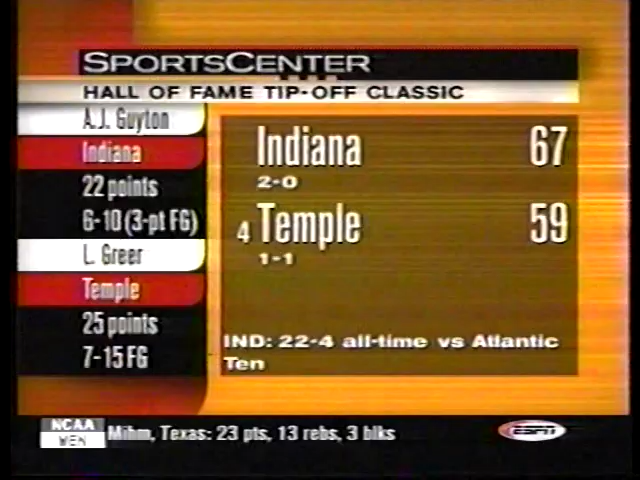 SPORTSCENTER
HALL OF FAME TIP-OFF CLASSIC
A.J. Guyton
Indiana
22 points
6-10 (3-pt FG)
L. Greer
Temple
25 points
7-15 FG
Indiana 67
2-0
4 Temple 59
1-1
IND: 22-4 all-time vs Atlantic
Ten
NCAA
MEN
Mihm, Texas: 23 pts, 13 rebs, 3 blks
ESPN